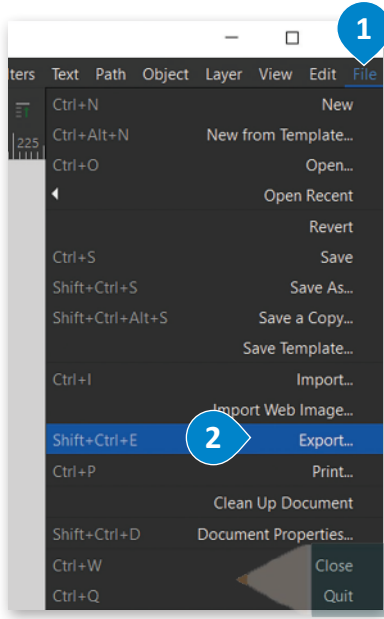 1
lters Text Path Object Layer View Edit File
225
Ctrl+N New
Ctrl+Alt+N New from Template...
Ctrl+O Open...
Open Recent
Revert
Ctrl+S Save
Shift+Ctrl+S Save As...
Shift+Ctrl+Alt+S Save a Copy...
Save Template...
Ctrl+I Import...
Import Web Image...
Shift+Ctrl+E 2 Export...
Ctrl+P Print...
Clean Up Document
Shift+Ctrl+D Document Properties...
Ctrl+W Close
Ctrl+Q Quit